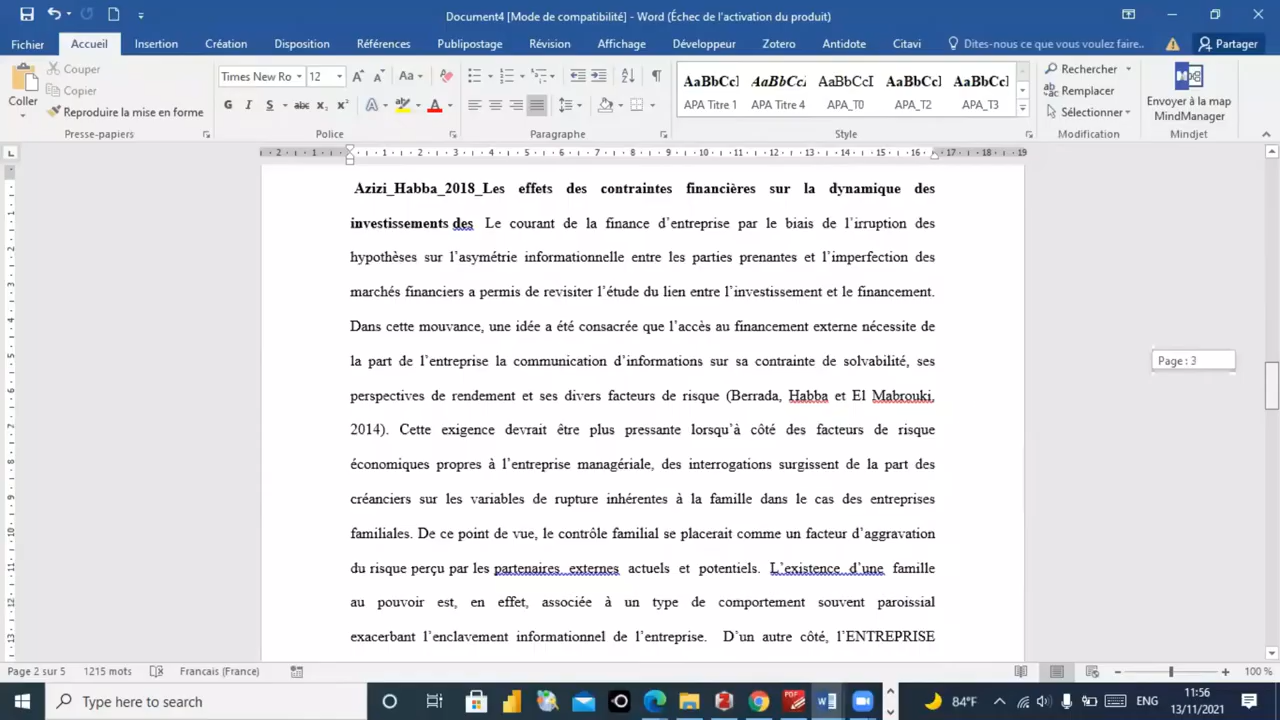 Document4 [Mode de compatibilité] - Word (Échec de l'activation du produit)
Fichier Accueil Insertion Création Disposition Références Publipostage Révision Affichage Développeur Zotero Antidote Citavi Dites-nous ce que vous voulez faire.. Partager
Coller
Couper
Copier
Reproduire la mise en forme
Presse-papiers
Times New Ro 12
Police
Paragraphe
AaBbCcI AaBbCcI AaBbCcI AaBbCcI AaBbCcI
APA Titre 1 APA Titre 4 APA_T0 APA_T2 APA_T3
Style
Rechercher
Remplacer
Sélectionner
Modification
Envoyer à la map
MindManager
Mindjet
Azizi_Habba_2018_Les effets des contraintes financières sur la dynamique des
investissements des Le courant de la finance d’entreprise par le biais de l’irruption des
hypothèses sur l’asymétrie informationnelle entre les parties prenantes et l’imperfection des
marchés financiers a permis de revisiter l’étude du lien entre l’investissement et le financement.
Dans cette mouvance, une idée a été consacrée que l’accès au financement externe nécessite de
la part de l’entreprise la communication d’informations sur sa contrainte de solvabilité, ses
perspectives de rendement et ses divers facteurs de risque (Berrada, Habba et El Mabrouki,
2014). Cette exigence devrait être plus pressante lorsqu’à côté des facteurs de risque
économiques propres à l’entreprise managériale, des interrogations surgissent de la part des
créanciers sur les variables de rupture inhérentes à la famille dans le cas des entreprises
familiales. De ce point de vue, le contrôle familial se placerait comme un facteur d’aggravation
du risque perçu par les partenaires externes actuels et potentiels. L’existence d’une famille
au pouvoir est, en effet, associée à un type de comportement souvent paroissial
exacerbant l’enclavement informationnel de l’entreprise. D’un autre côté, l’ENTREPRISE
Page : 3
Page 2 sur 5 1215 mots Francais (France) 100 %
Type here to search
84°F ENG
11:56
13/11/2021